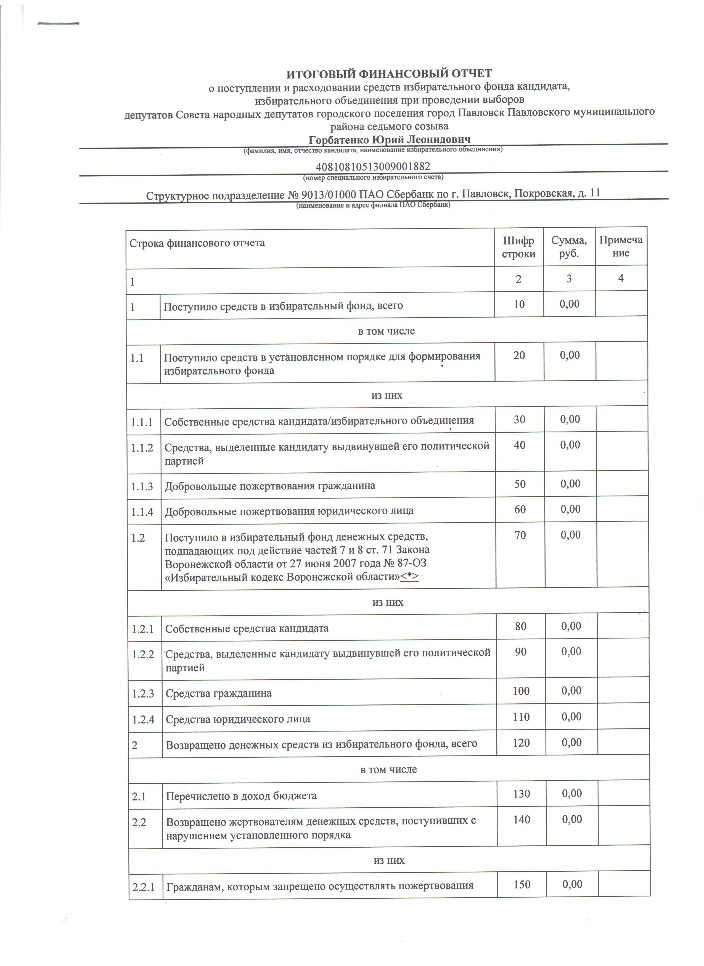 ИТОГОВЫЙ ФИНАНСОВЫЙ ОТЧЕТ
о поступлении и расходовании средств избирательного фонда кандидата,
избирательного объединения при проведении выборов
депутатов Совета народных депутатов городского поселения город Павловск Павловского муниципального
района седьмого созыва
Горбатенко Юрий Леонидович
(фамилия, имя, отчество кандидата, наименование избирательного объединения)
40810810513009001882
(номер специального избирательного счета)
Структурное подразделение № 9013/01000 ПАО Сбербанк по г. Павловск, Покровская, д. 11
(наименование и адрес филиала ПАО Сбербанк)
Строка финансового отчета Шифр Сумма, Примеча
строки руб. ние
1 2 3 4
1 Поступило средств в избирательный фонд, всего 10 0,00
в том числе
1.1 Поступило средств в установленном порядке для формирования 20 0,00
избирательного фонда
из них
1.1.1 Собственные средства кандидата/избирательного объединения 30 0,00
1.1.2 Средства, выделенные кандидату выдвинувшей его политической 40 0,00
партией
1.1.3 Добровольные пожертвования гражданина 50 0,00
1.1.4 Добровольные пожертвования юридического лица 60 0,00
1.2 Поступило в избирательный фонд денежных средств, 70 0,00
подпадающих под действие частей 7 и 8 ст. 71 Закона
Воронежской области от 27 июня 2007 года № 87-ОЗ
«Избирательный кодекс Воронежской области»<*>
из них
1.2.1 Собственные средства кандидата 80 0,00
1.2.2 Средства, выделенные кандидату выдвинувшей его политической 90 0,00
партией
1.2.3 Средства гражданина 100 0,00
1.2.4 Средства юридического лица 110 0,00
2 Возвращено денежных средств из избирательного фонда, всего 120 0,00
в том числе
2.1 Перечислено в доход бюджета 130 0,00
2.2 Возвращено жертвователям денежных средств, поступивших с 140 0,00
нарушением установленного порядка
из них
2.2.1 Гражданам, которым запрещено осуществлять пожертвования 150 0,00